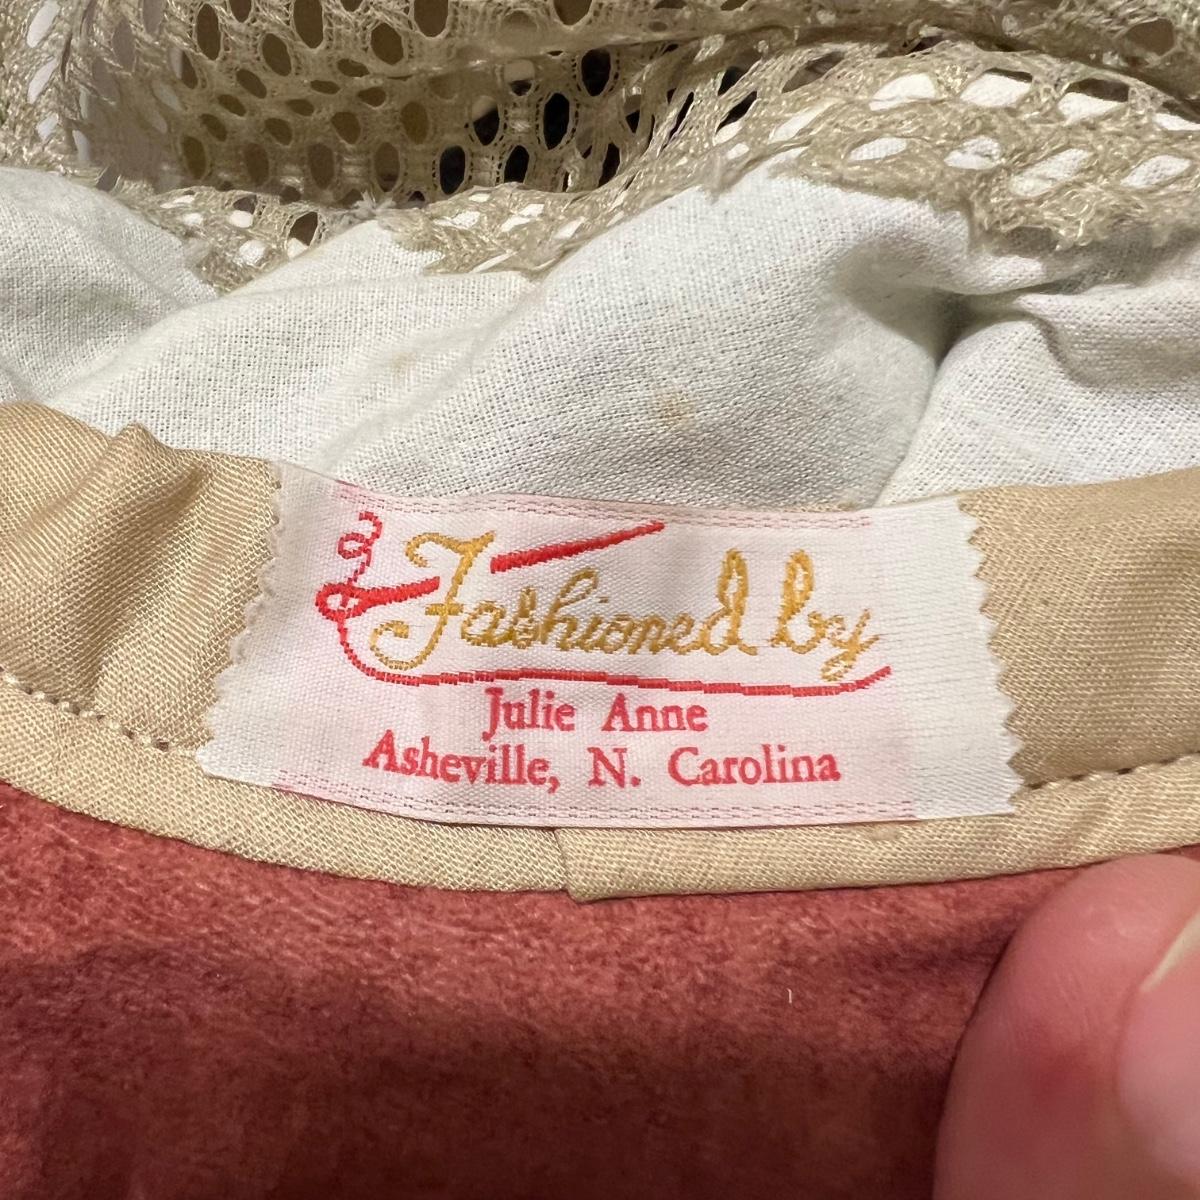 Fashioned by
Julie Anne
Asheville, N. Carolina